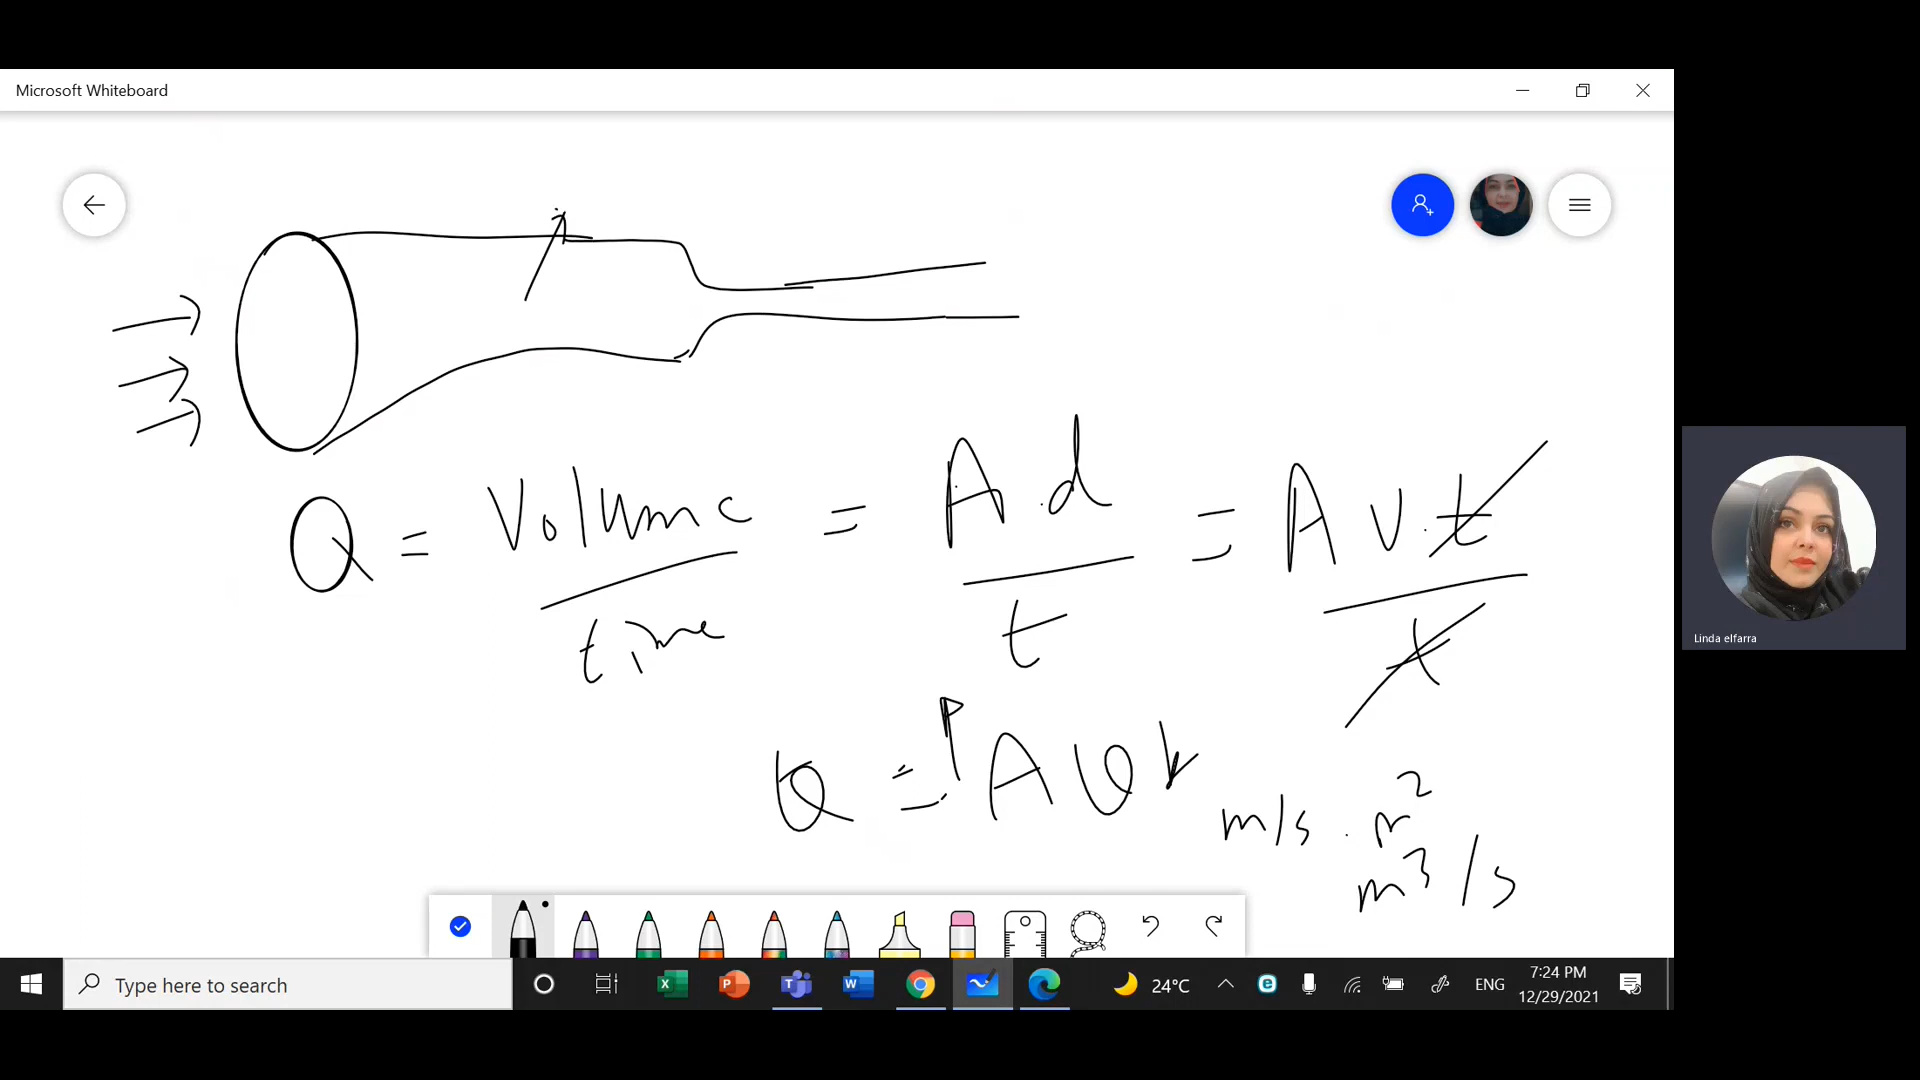 Microsoft Whiteboard
Q = Volume / time = A . d / t = A v . t / t
Q = A v
m/s . m²
m³/s
Linda elfarra
Type here to search
24°C
ENG
7:24 PM
12/29/2021